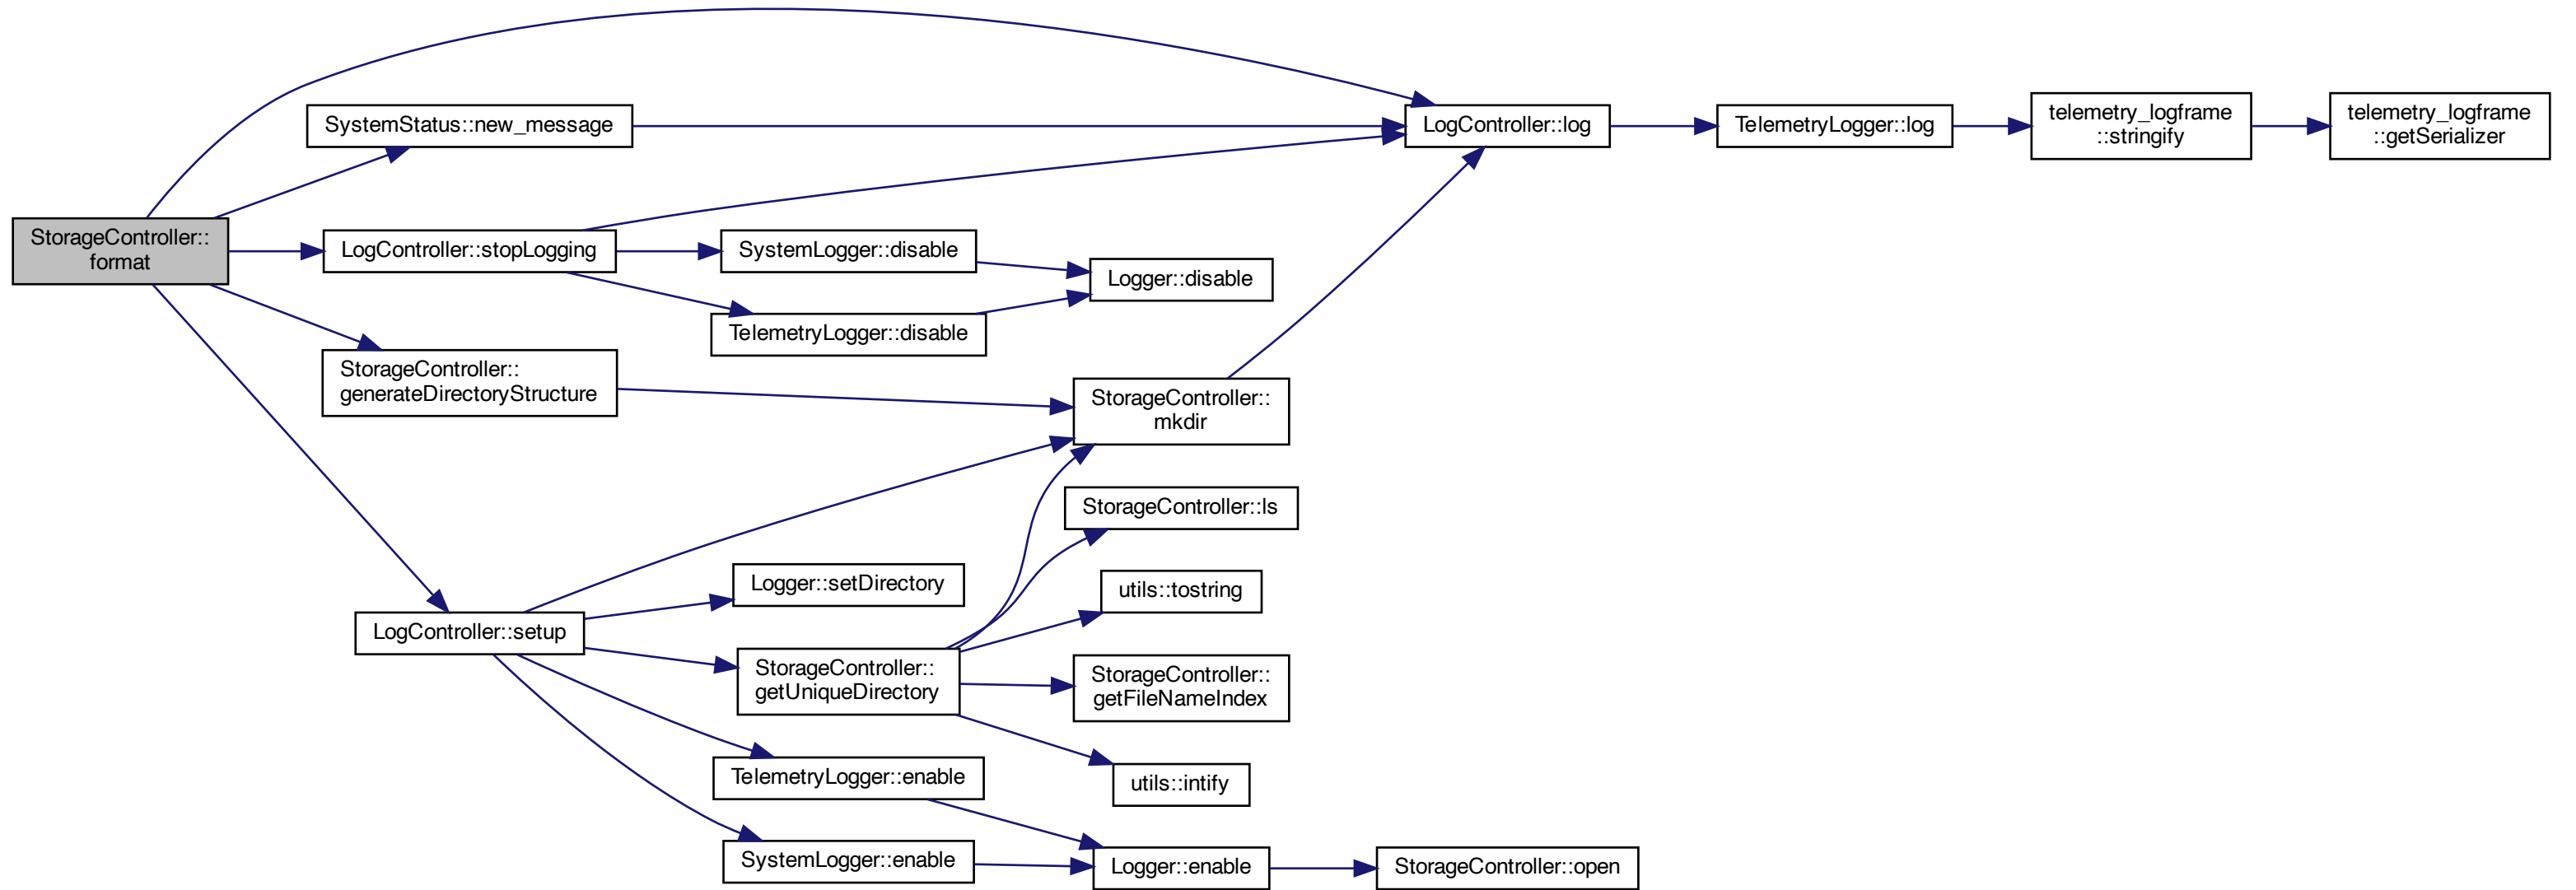 StorageController::
format
SystemStatus::new_message
LogController::stopLogging
StorageController::
generateDirectoryStructure
LogController::setup
SystemLogger::disable
TelemetryLogger::disable
Logger::setDirectory
StorageController::
getUniqueDirectory
TelemetryLogger::enable
SystemLogger::enable
Logger::disable
StorageController::
mkdir
StorageController::ls
utils::tostring
StorageController::
getFileNameIndex
utils::intify
Logger::enable
LogController::log
StorageController::open
TelemetryLogger::log
telemetry_logframe
::stringify
telemetry_logframe
::getSerializer